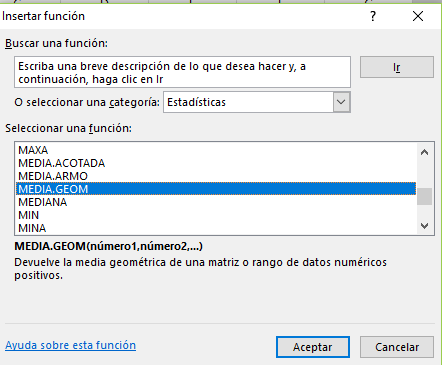 Insertar función
?
Buscar una función:
Escriba una breve descripción de lo que desea hacer y, a
continuación, haga clic en Ir
Ir
O seleccionar una categoría:
Estadísticas
Seleccionar una función:
MAXA
MEDIA.ACOTADA
MEDIA.ARMO
MEDIA.GEOM
MEDIANA
MIN
MINA
MEDIA.GEOM(número1,número2,...)
Devuelve la media geométrica de una matriz o rango de datos numéricos
positivos.
Ayuda sobre esta función
Aceptar
Cancelar